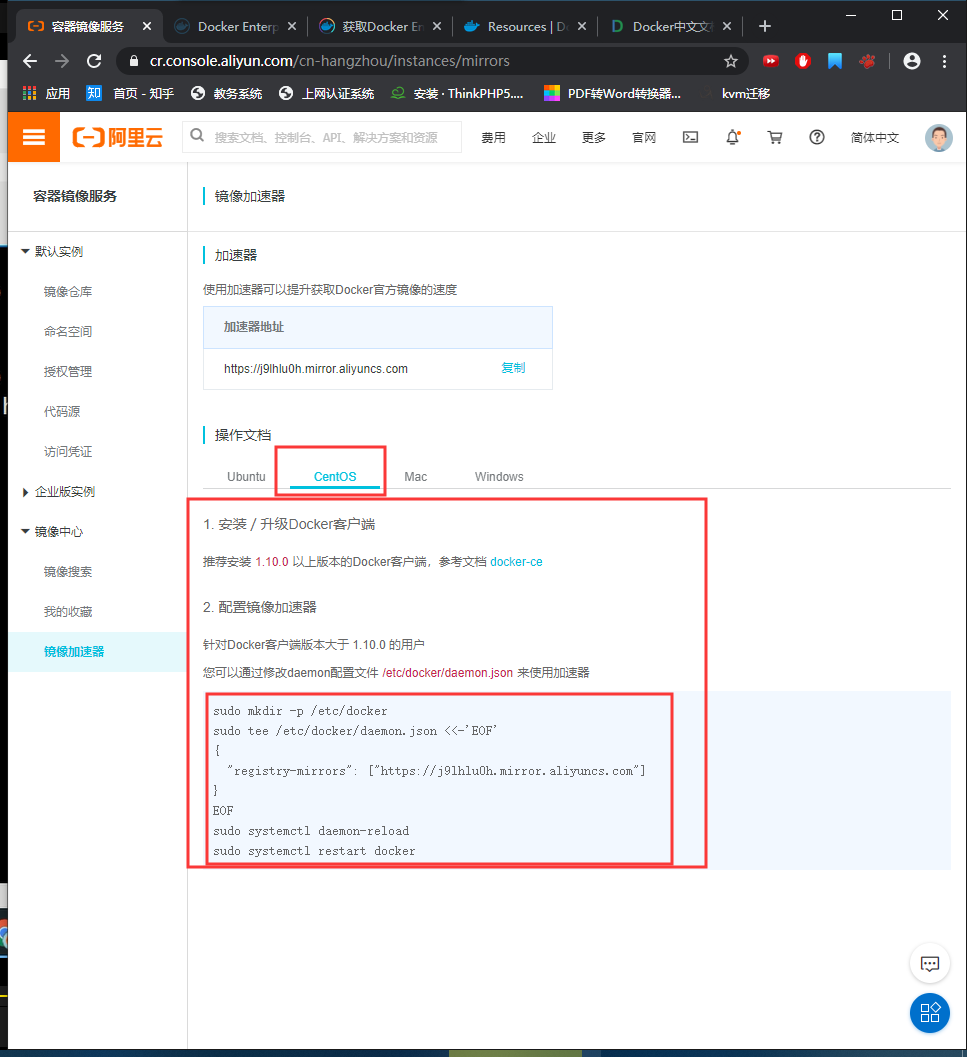 容器镜像服务
Docker Enterp
获取Docker En
Resources | Do
Docker中文文
cr.console.aliyun.com/cn-hangzhou/instances/mirrors
应用
知 首页 - 知乎
教务系统
上网认证系统
安装 · ThinkPHP5....
PDF转Word转换器...
kvm迁移
阿里云
搜索文档、控制台、API、解决方案和资源
费用
企业
更多
官网
简体中文
容器镜像服务
镜像加速器
默认实例
镜像仓库
命名空间
授权管理
代码源
访问凭证
企业版实例
镜像中心
镜像搜索
我的收藏
镜像加速器
加速器
使用加速器可以提升获取Docker官方镜像的速度
加速器地址
https://j9lhlu0h.mirror.aliyuncs.com 复制
操作文档
Ubuntu CentOS Mac Windows
1. 安装 / 升级Docker客户端
推荐安装 1.10.0 以上版本的Docker客户端，参考文档 docker-ce
2. 配置镜像加速器
针对Docker客户端版本大于 1.10.0 的用户
您可以通过修改daemon配置文件 /etc/docker/daemon.json 来使用加速器
sudo mkdir -p /etc/docker
sudo tee /etc/docker/daemon.json <<-'EOF'
{
  "registry-mirrors": ["https://j9lhlu0h.mirror.aliyuncs.com"]
}
EOF
sudo systemctl daemon-reload
sudo systemctl restart docker